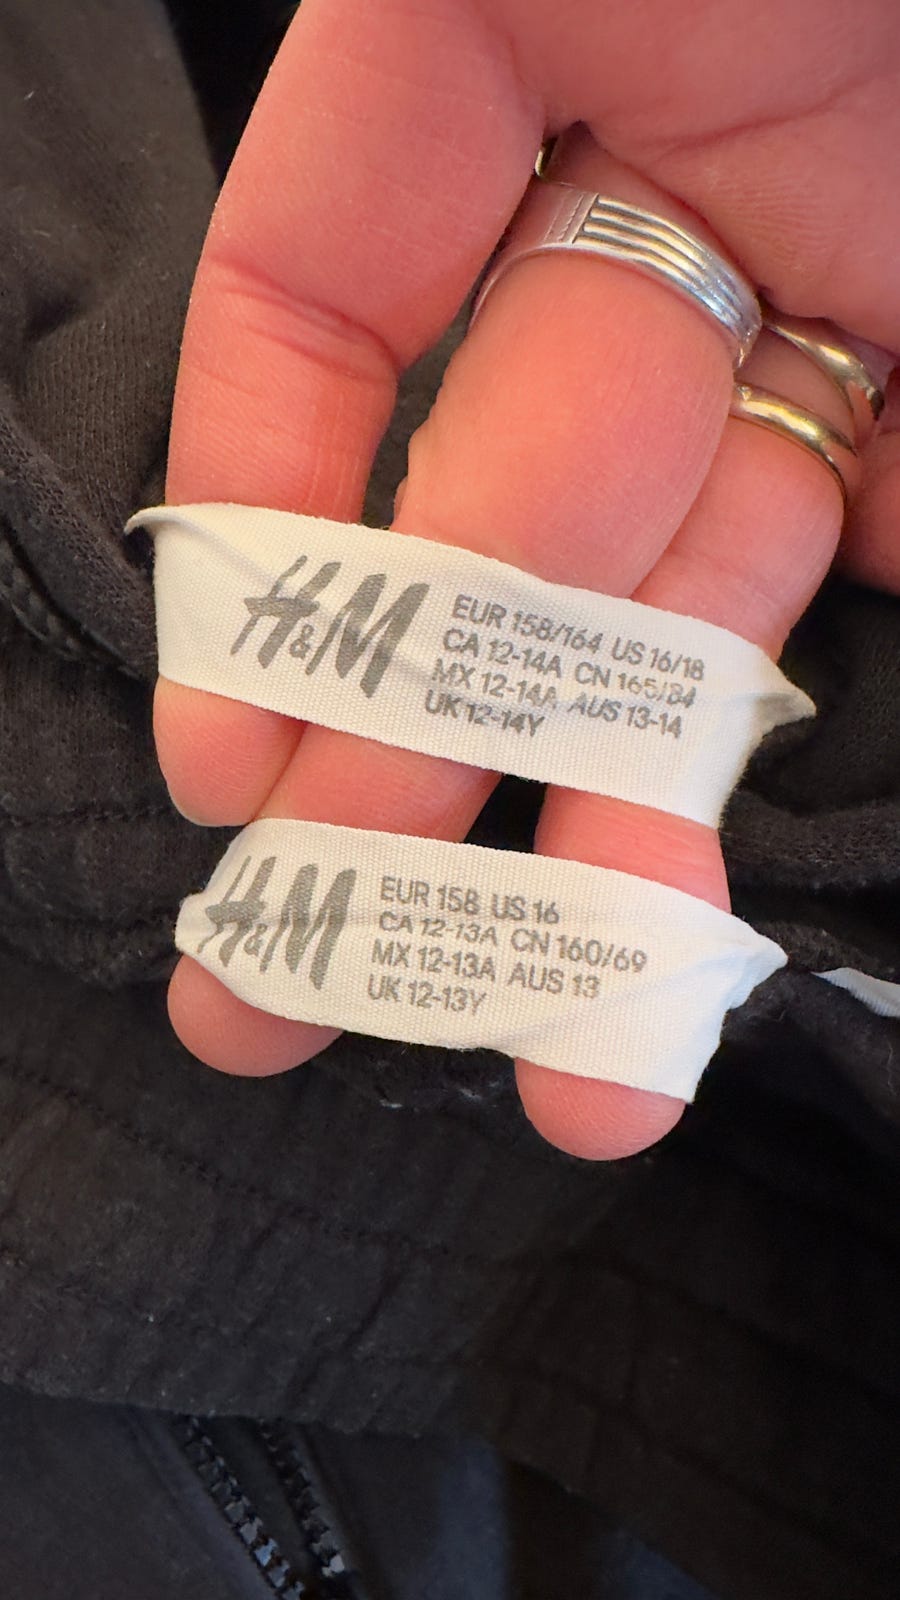 H&M
EUR 158/164 US 16/18
CA 12-14A CN 165/84
MX 12-14A AUS 13-14
UK 12-14Y
H&M
EUR 158 US 16
CA 12-13A CN 160/69
MX 12-13A AUS 13
UK 12-13Y